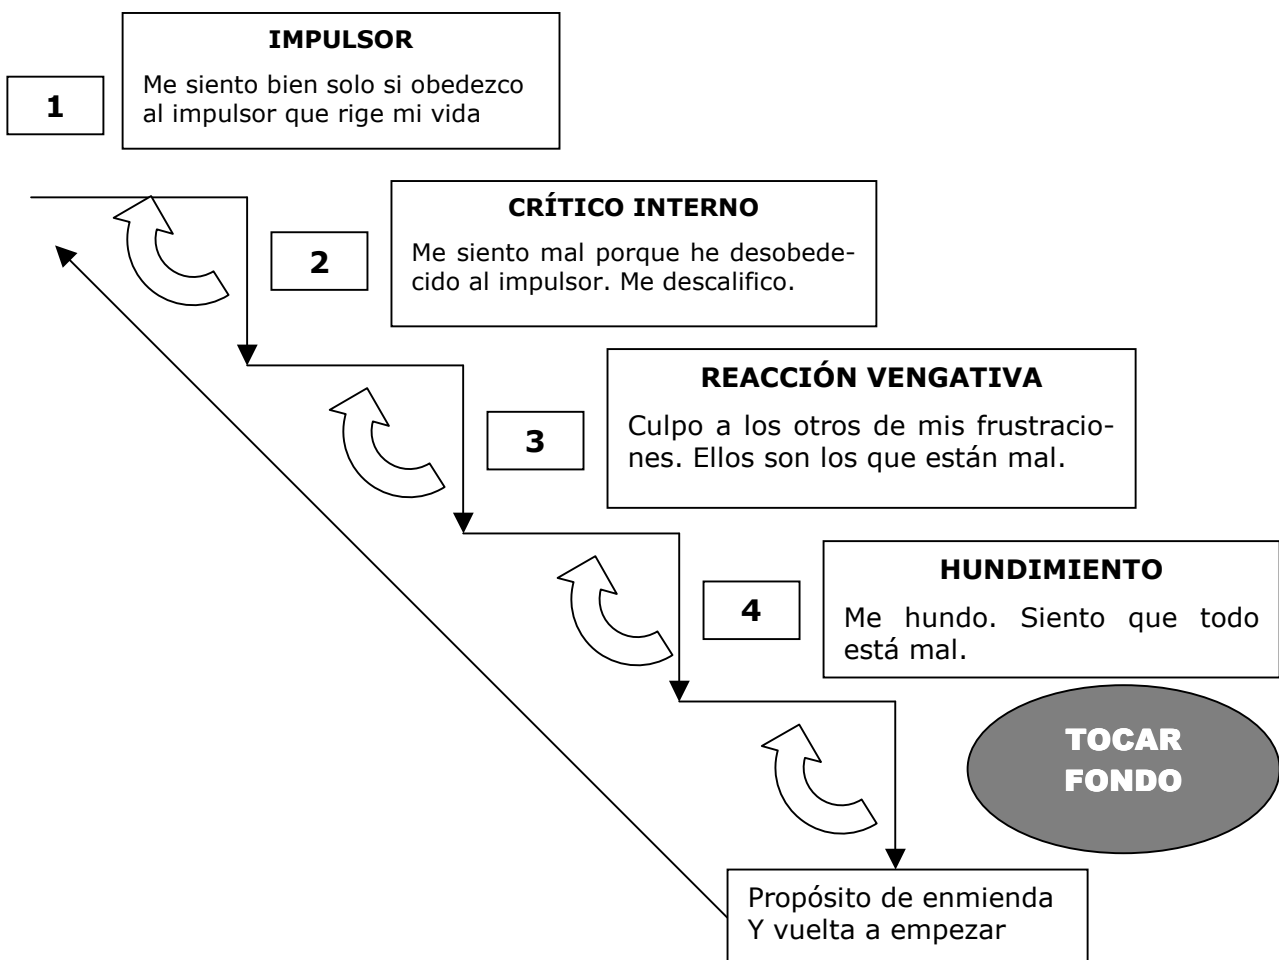 IMPULSOR
1
Me siento bien solo si obedezco
al impulsor que rige mi vida
CRÍTICO INTERNO
2
Me siento mal porque he desobede-
cido al impulsor. Me descalifico.
REACCIÓN VENGATIVA
3
Culpo a los otros de mis frustracio-
nes. Ellos son los que están mal.
HUNDIMIENTO
4
Me hundo. Siento que todo
está mal.
TOCAR
FONDO
Propósito de enmienda
Y vuelta a empezar